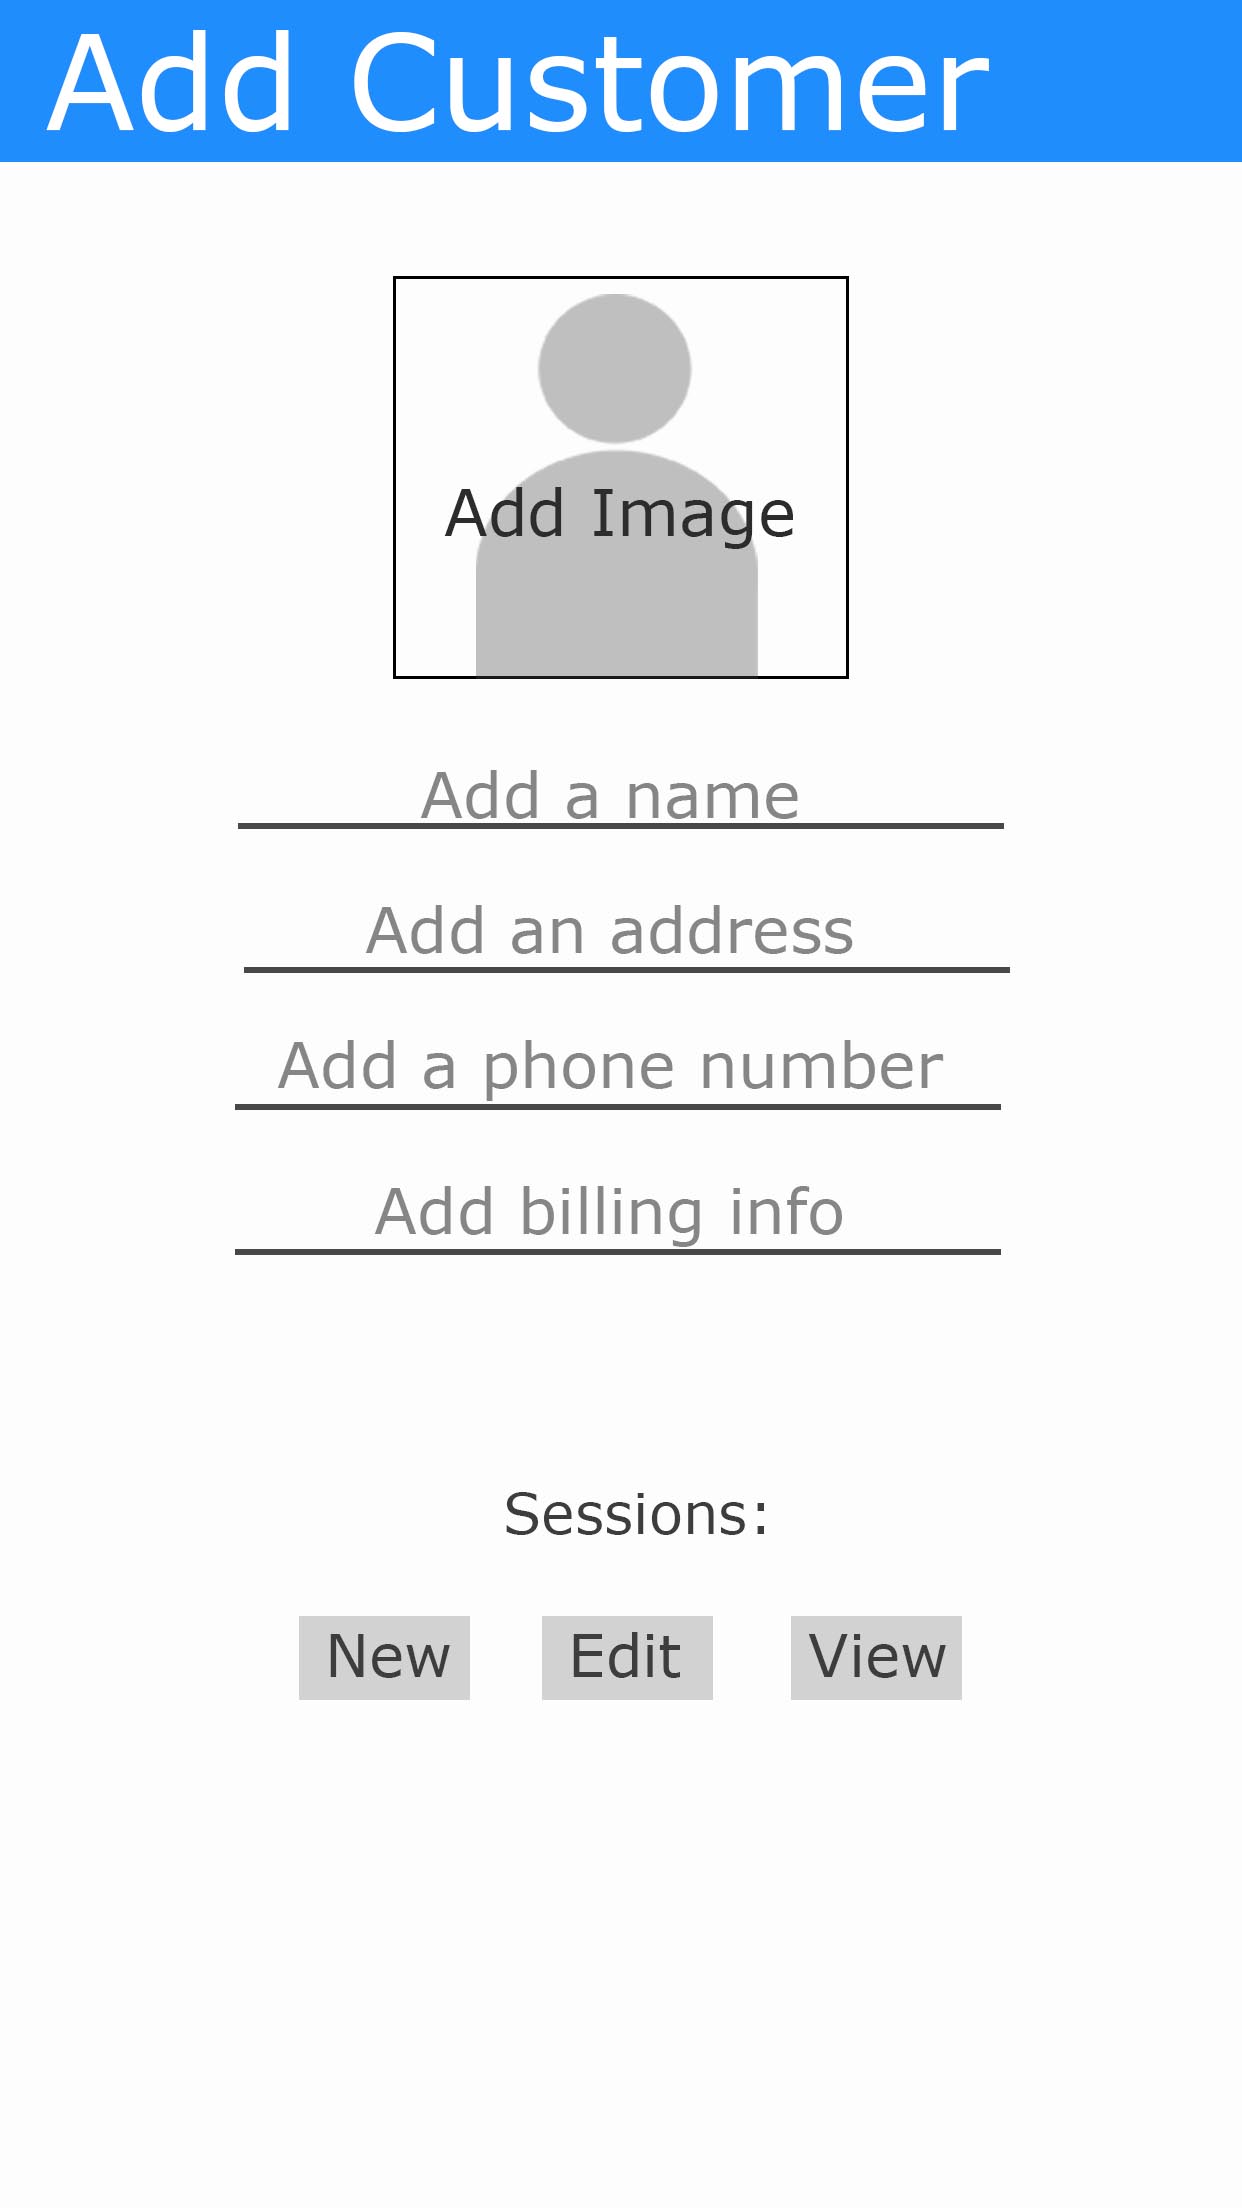 Add Customer
Add Image
Add a name
Add an address
Add a phone number
Add billing info
Sessions:
New Edit View